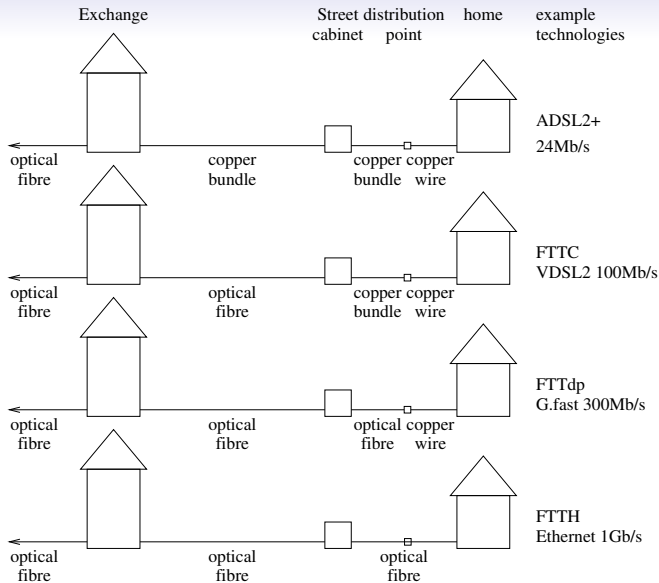 Exchange
Street distribution
cabinet point
home
example
technologies
ADSL2+
24Mb/s
optical
fibre
copper
bundle
copper copper
bundle wire
FTTC
VDSL2 100Mb/s
optical
fibre
optical
fibre
copper copper
bundle wire
FTTdp
G.fast 300Mb/s
optical
fibre
optical
fibre
optical copper
fibre wire
FTTH
Ethernet 1Gb/s
optical
fibre
optical
fibre
optical
fibre